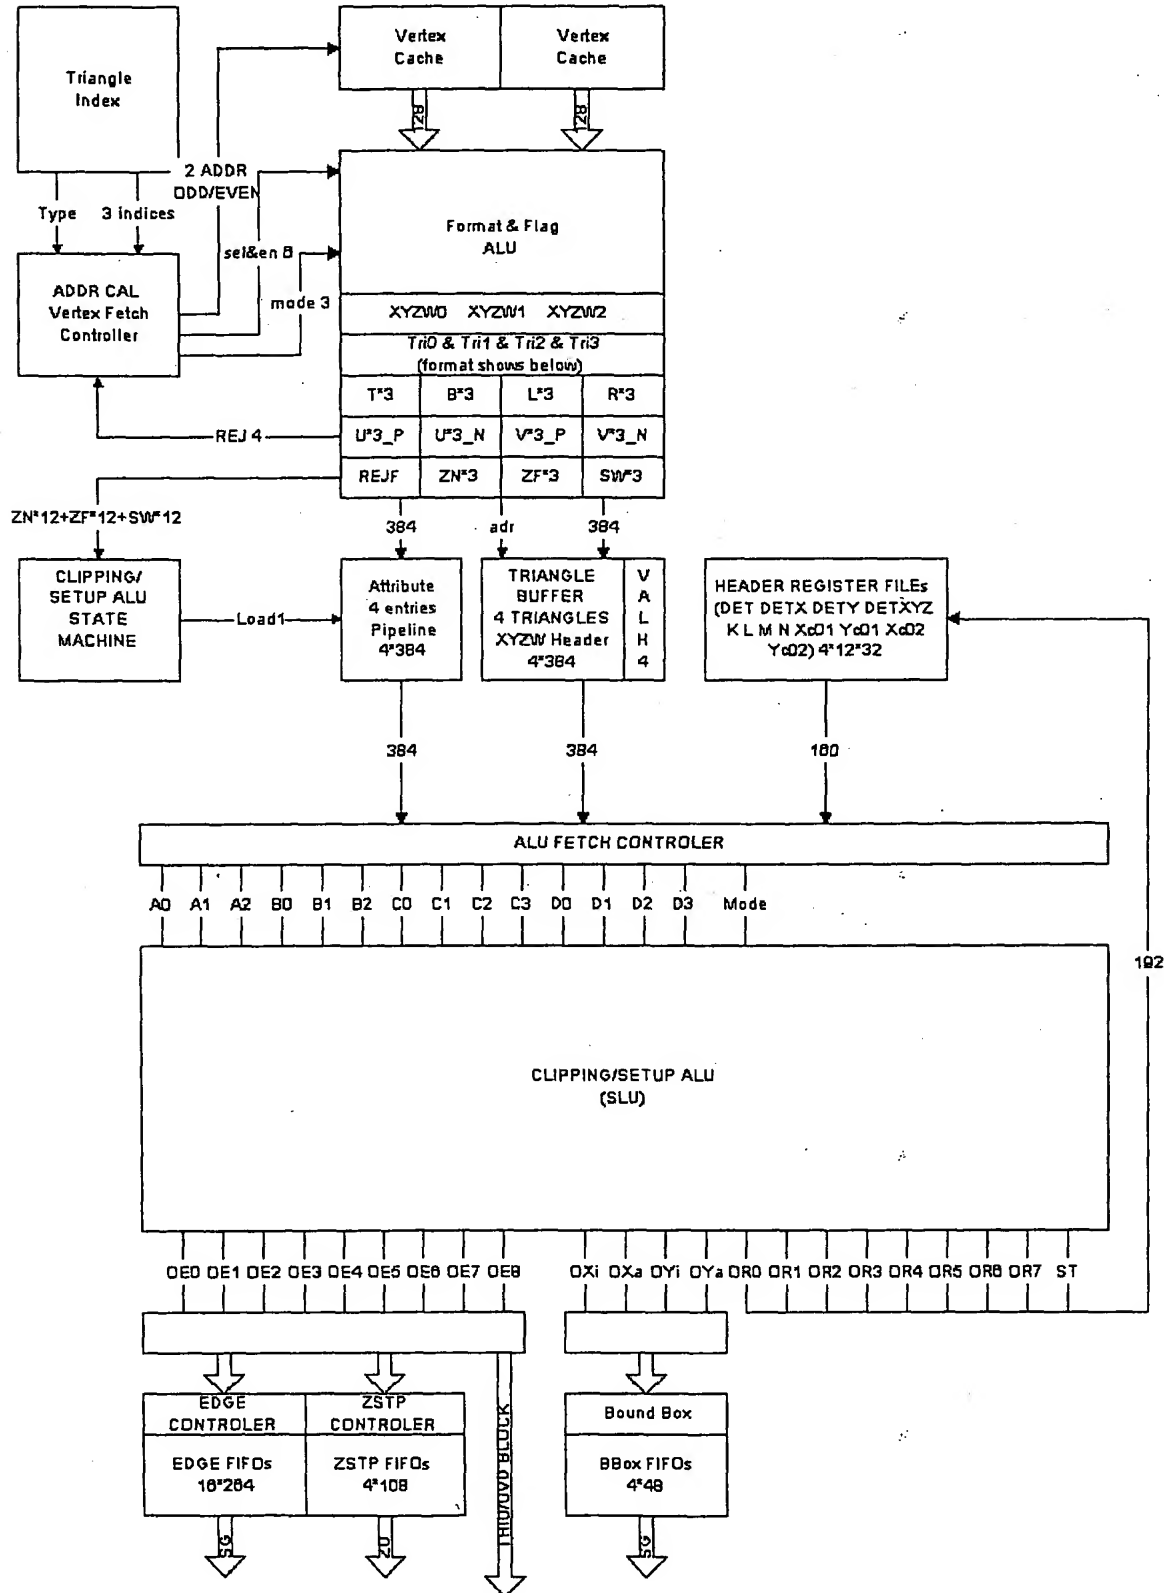 Vertex
Cache
Vertex
Cache
Triangle
Index
128
128
2 ADDR
ODD/EVEN
Type
3 indices
Format & Flag
ALU
sel&en 8
ADDR CAL
Vertex Fetch
Controller
mode 3
XYZW0 XYZW1 XYZW2
Tri0 & Tri1 & Tri2 & Tri3
(format shows below)
T*3
B*3
L*3
R*3
REJ 4
U*3_P
U*3_N
V*3_P
V*3_N
REJF
ZN*3
ZF*3
SW*3
ZN*12+ZF*12+SW*12
384
adr
384
CLIPPING/
SETUP ALU
STATE
MACHINE
Load1
Attribute
4 entries
Pipeline
4*384
TRIANGLE
BUFFER
4 TRIANGLES
XYZW Header
4*384
V
A
L
H
4
HEADER REGISTER FILEs
(DET DETX DETY DETXYZ
K L M N Xc01 Yc01 Xc02
Yc02) 4*12*32
384
384
160
ALU FETCH CONTROLER
A0 A1 A2 B0 B1 B2 C0 C1 C2 C3 D0 D1 D2 D3 Mode
192
CLIPPING/SETUP ALU
(SLU)
OE0 OE1 OE2 OE3 OE4 OE5 OE6 OE7 OE8 OXi OXa OYi OYa OR0 OR1 OR2 OR3 OR4 OR5 OR6 OR7 ST
EDGE
CONTROLER
ZSTP
CONTROLER
Bound Box
EDGE FIFOs
16*264
ZSTP FIFOs
4*108
BBox FIFOs
4*48
SG
ZU
SG